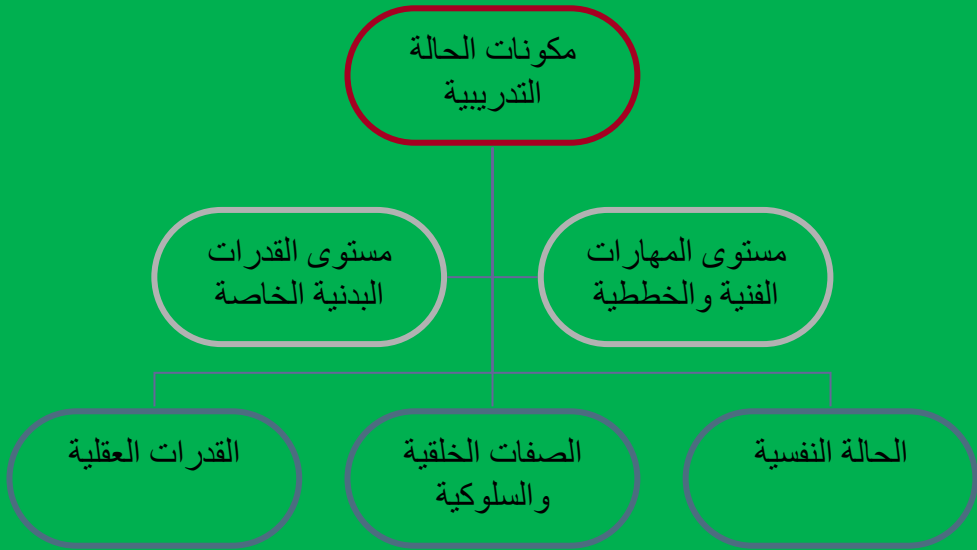 مكونات الحالة
التدريبية
مستوى المهارات
الفنية والخططية
مستوى القدرات
البدنية الخاصة
الحالة النفسية
الصفات الخلقية
والسلوكية
القدرات العقلية